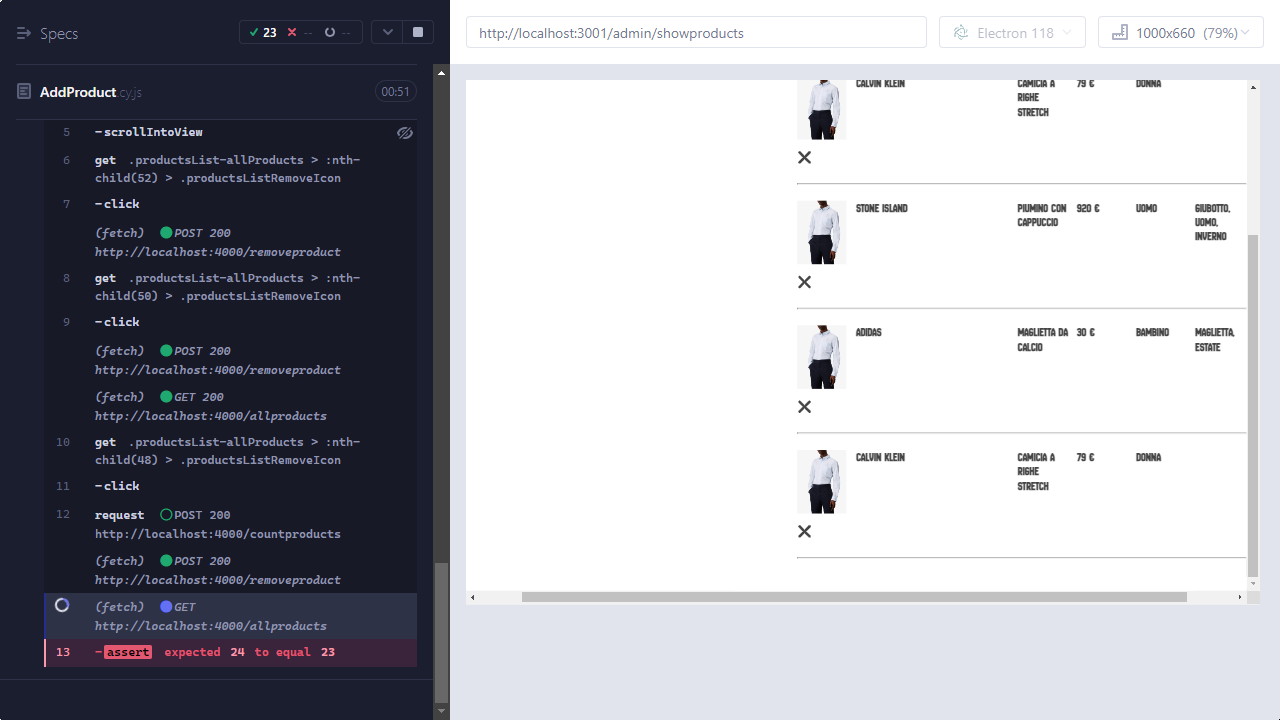 Specs
23
--
--
http://localhost:3001/admin/showproducts
Electron 118
1000x660 (79%)
AddProduct.cy.js
00:51
5 -scrollIntoView
6 get .productsList-allProducts > :nth-
child(52) > .productsListRemoveIcon
7 -click
(fetch) POST 200
http://localhost:4000/removeproduct
8 get .productsList-allProducts > :nth-
child(50) > .productsListRemoveIcon
9 -click
(fetch) POST 200
http://localhost:4000/removeproduct
(fetch) GET 200
http://localhost:4000/allproducts
10 get .productsList-allProducts > :nth-
child(48) > .productsListRemoveIcon
11 -click
12 request POST 200
http://localhost:4000/countproducts
(fetch) POST 200
http://localhost:4000/removeproduct
(fetch) GET
http://localhost:4000/allproducts
13 -assert expected 24 to equal 23
CALVIN KLEIN CAMICIA A 79 € DONNA
RIGHE
STRETCH
STONE ISLAND PIUMINO CON 920 € UOMO GIUBOTTO,
CAPPUCCIO UOMO,
INVERNO
ADIDAS MAGLIETTA DA 30 € BAMBINO MAGLIETTA,
CALCIO ESTATE
CALVIN KLEIN CAMICIA A 79 € DONNA
RIGHE
STRETCH